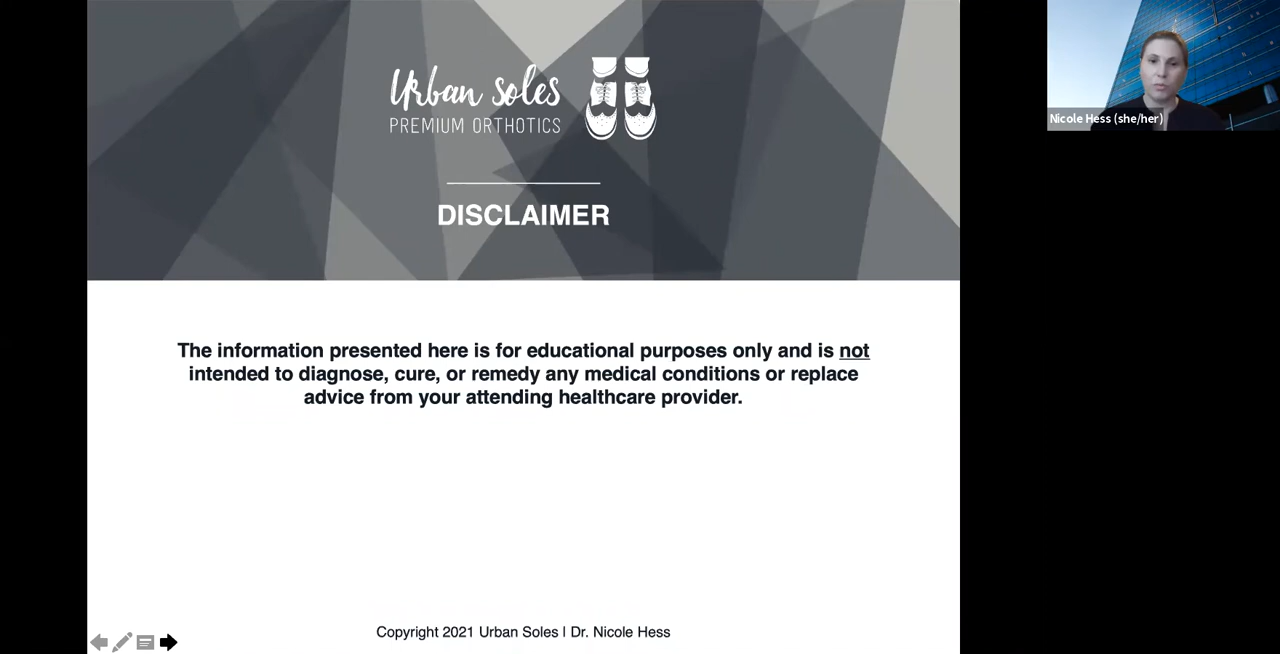 Urban soles
PREMIUM ORTHOTICS
DISCLAIMER
The information presented here is for educational purposes only and is not
intended to diagnose, cure, or remedy any medical conditions or replace
advice from your attending healthcare provider.
Copyright 2021 Urban Soles | Dr. Nicole Hess
Nicole Hess (she/her)